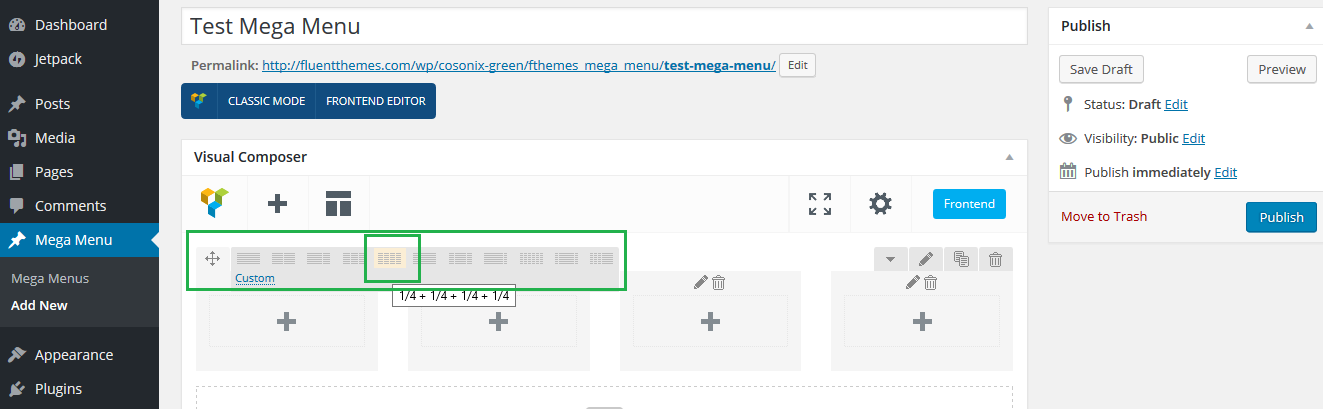 Dashboard
Jetpack
Posts
Media
Pages
Comments
Mega Menu
Mega Menus
Add New
Appearance
Plugins
Test Mega Menu
Permalink: http://fluentthemes.com/wp/cosonix-green/fthemes_mega_menu/test-mega-menu/ Edit
CLASSIC MODE FRONTEND EDITOR
Visual Composer
Frontend
Custom
1/4 + 1/4 + 1/4 + 1/4
Publish
Save Draft Preview
Status: Draft Edit
Visibility: Public Edit
Publish immediately Edit
Move to Trash Publish